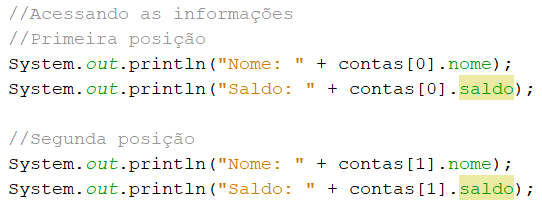 //Acessando as informações
//Primeira posição
System.out.println("Nome: " + contas[0].nome);
System.out.println("Saldo: " + contas[0].saldo);
//Segunda posição
System.out.println("Nome: " + contas[1].nome);
System.out.println("Saldo: " + contas[1].saldo);